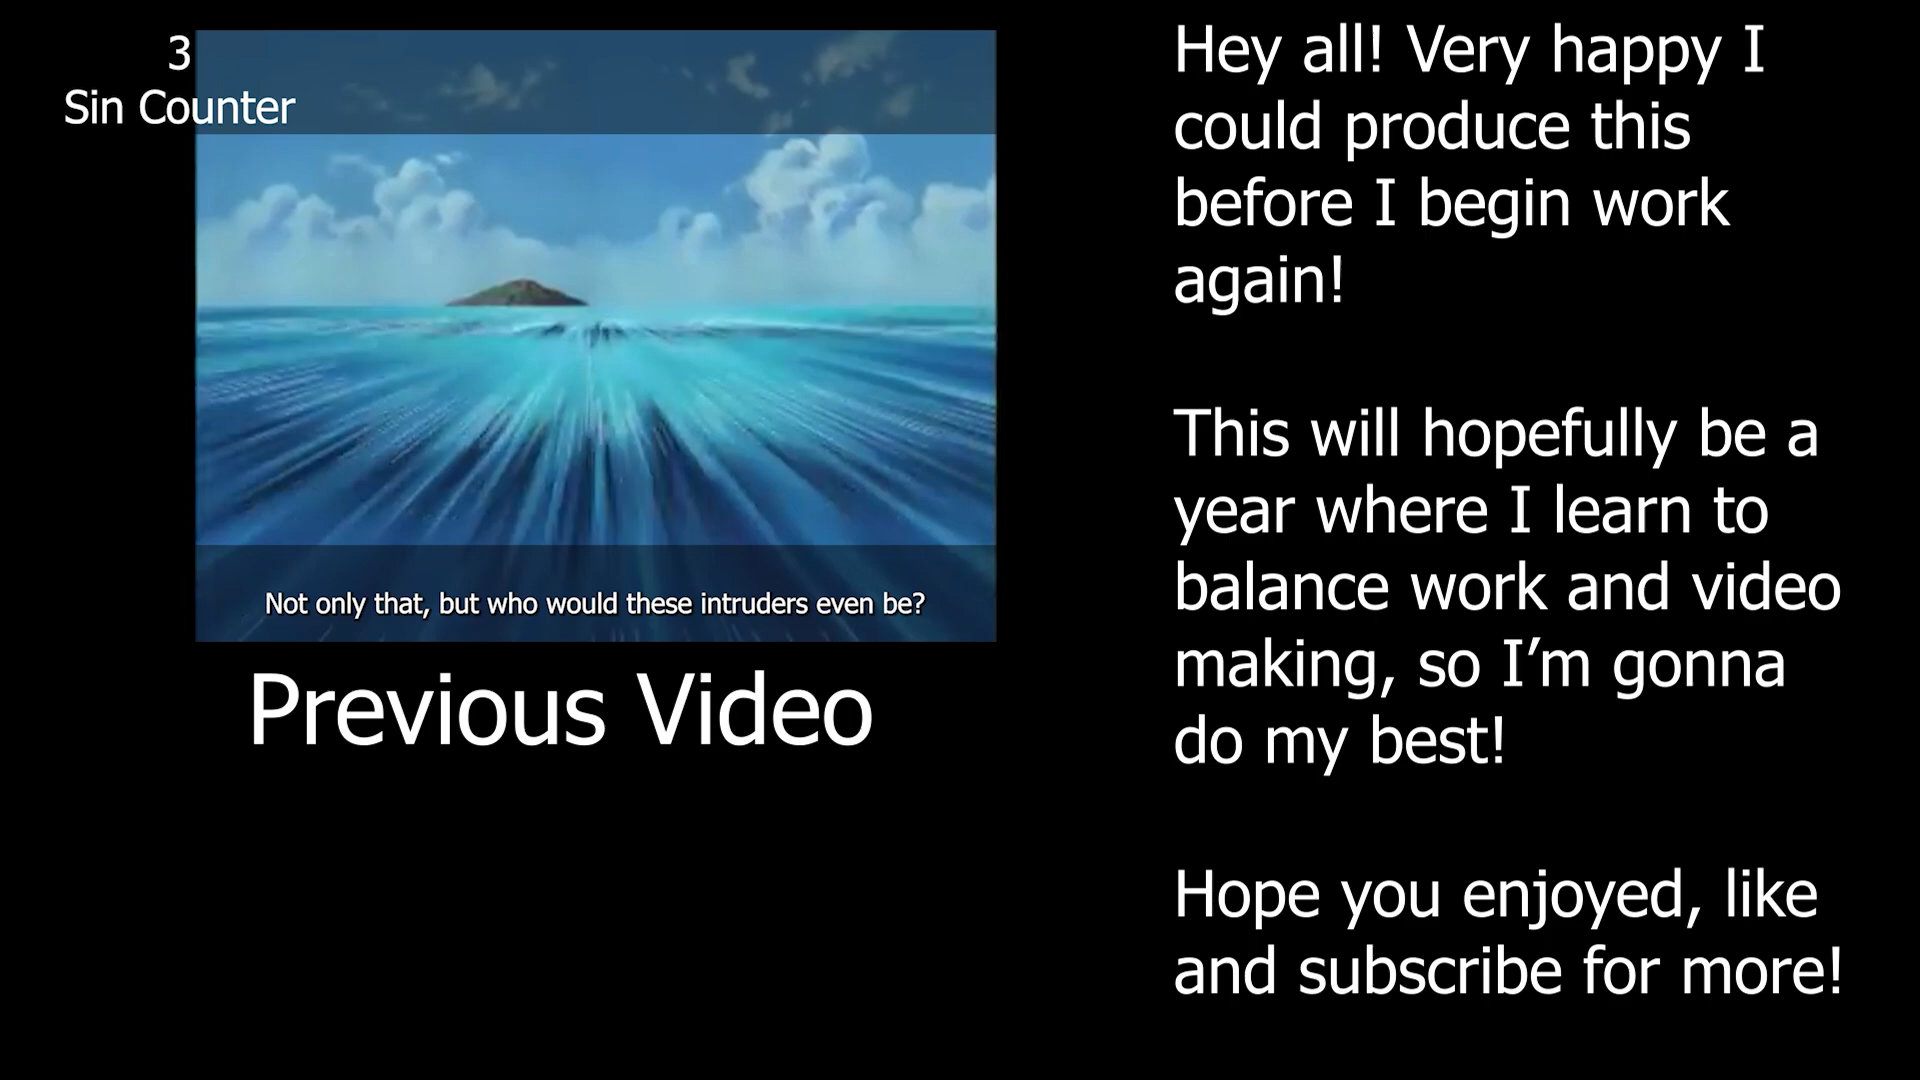 3
Sin Counter
Not only that, but who would these intruders even be?
Previous Video
Hey all! Very happy I
could produce this
before I begin work
again!
This will hopefully be a
year where I learn to
balance work and video
making, so I’m gonna
do my best!
Hope you enjoyed, like
and subscribe for more!